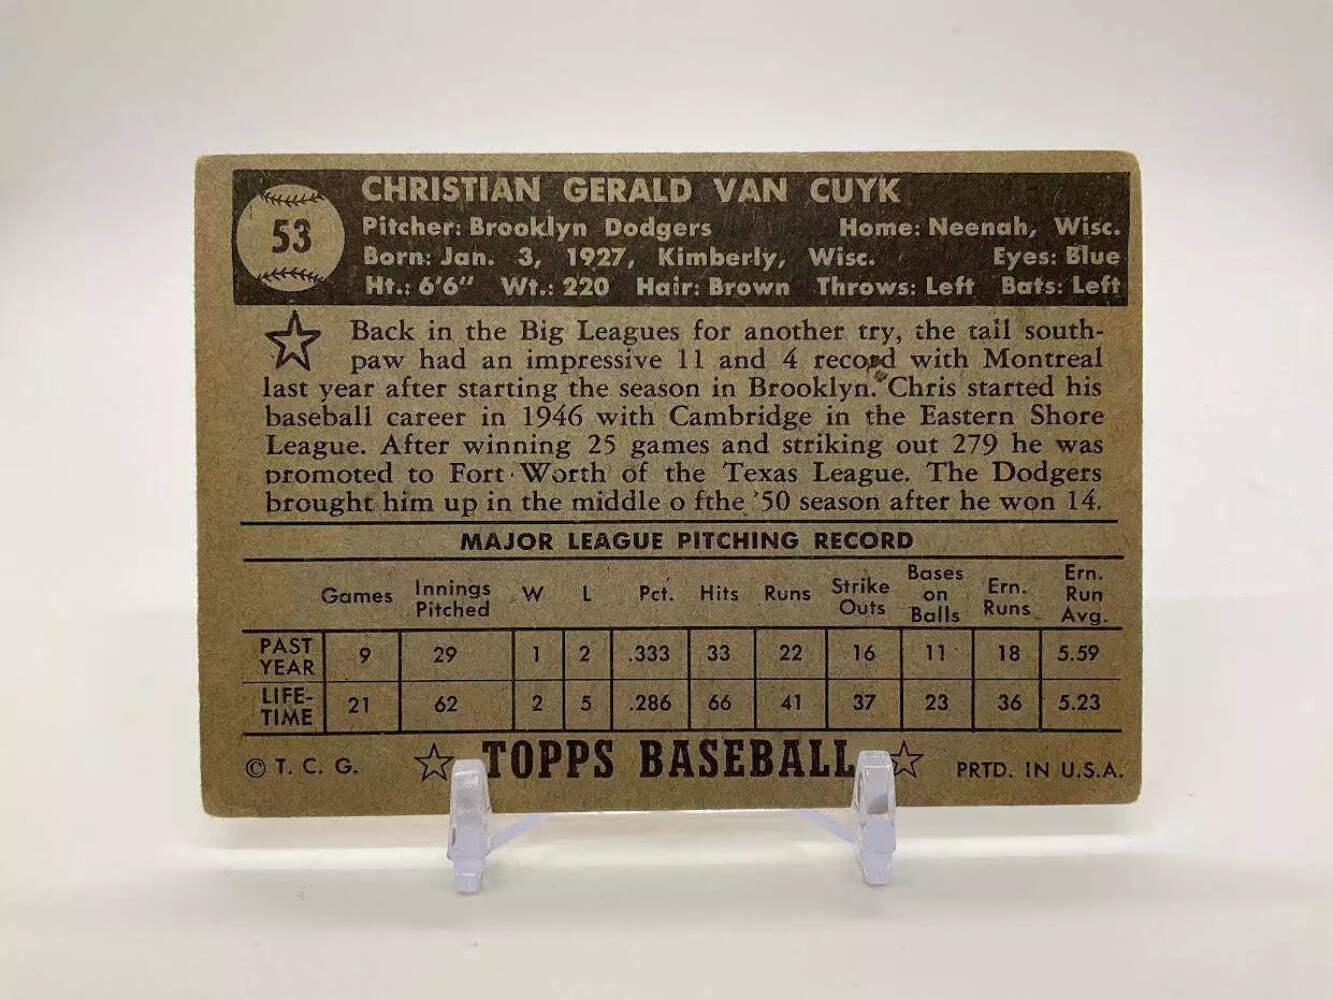 53
CHRISTIAN GERALD VAN CUYK
Pitcher: Brooklyn Dodgers Home: Neenah, Wisc.
Born: Jan. 3, 1927, Kimberly, Wisc. Eyes: Blue
Ht.: 6'6" Wt.: 220 Hair: Brown Throws: Left Bats: Left
Back in the Big Leagues for another try, the tall south-
paw had an impressive 11 and 4 record with Montreal
last year after starting the season in Brooklyn. Chris started his
baseball career in 1946 with Cambridge in the Eastern Shore
League. After winning 25 games and striking out 279 he was
promoted to Fort Worth of the Texas League. The Dodgers
brought him up in the middle o fthe '50 season after he won 14.
MAJOR LEAGUE PITCHING RECORD
Games Innings Pitched W L Pct. Hits Runs Strike Outs Bases on Balls Ern. Runs Ern. Run Avg.
PAST YEAR 9 29 1 2 .333 33 22 16 11 18 5.59
LIFE-TIME 21 62 2 5 .286 66 41 37 23 36 5.23
© T. C. G. TOPPS BASEBALL PRTD. IN U.S.A.